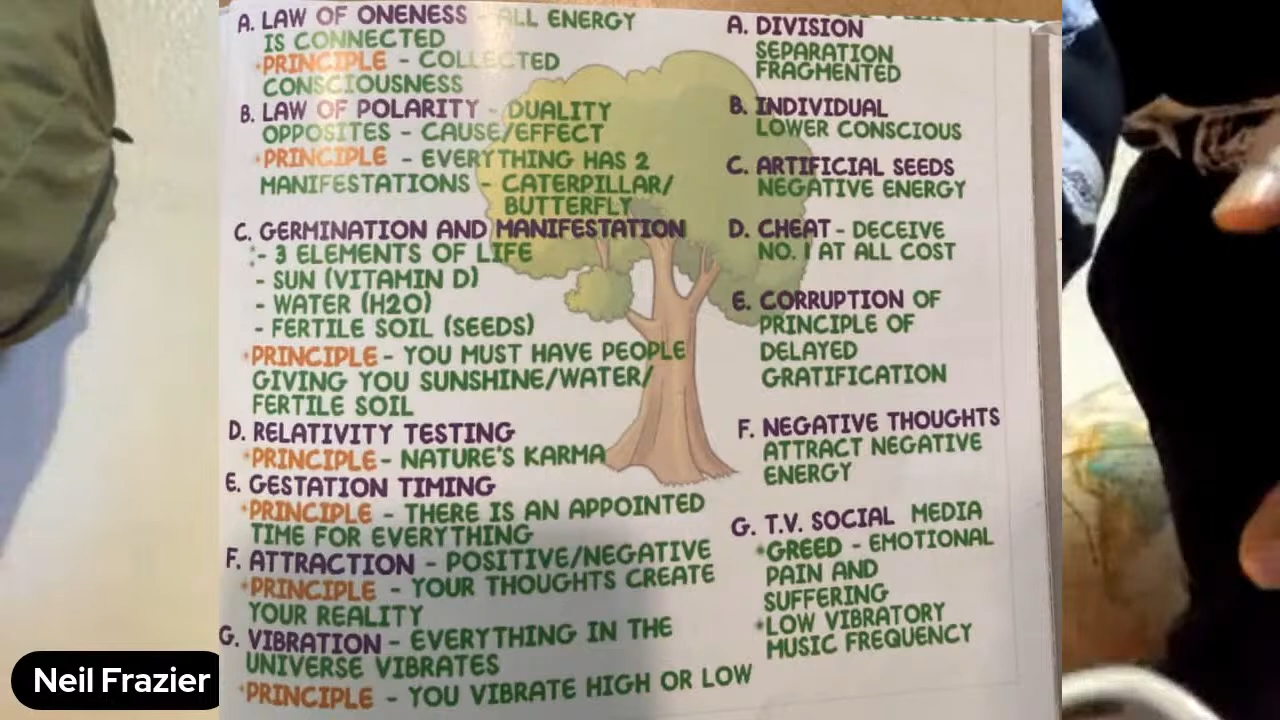 A. LAW OF ONENESS - ALL ENERGY
IS CONNECTED
•PRINCIPLE - COLLECTED
CONSCIOUSNESS
B. LAW OF POLARITY - DUALITY
OPPOSITES - CAUSE/EFFECT
•PRINCIPLE - EVERYTHING HAS 2
MANIFESTATIONS - CATERPILLAR/
BUTTERFLY
C. GERMINATION AND MANIFESTATION
- 3 ELEMENTS OF LIFE
- SUN (VITAMIN D)
- WATER (H2O)
- FERTILE SOIL (SEEDS)
•PRINCIPLE - YOU MUST HAVE PEOPLE
GIVING YOU SUNSHINE/WATER/
FERTILE SOIL
D. RELATIVITY TESTING
•PRINCIPLE - NATURE'S KARMA
E. GESTATION TIMING
•PRINCIPLE - THERE IS AN APPOINTED
TIME FOR EVERYTHING
F. ATTRACTION - POSITIVE/NEGATIVE
•PRINCIPLE - YOUR THOUGHTS CREATE
YOUR REALITY
G. VIBRATION - EVERYTHING IN THE
UNIVERSE VIBRATES
•PRINCIPLE - YOU VIBRATE HIGH OR LOW
A. DIVISION
SEPARATION
FRAGMENTED
B. INDIVIDUAL
LOWER CONSCIOUS
C. ARTIFICIAL SEEDS
NEGATIVE ENERGY
D. CHEAT - DECEIVE
NO. 1 AT ALL COST
E. CORRUPTION OF
PRINCIPLE OF
DELAYED
GRATIFICATION
F. NEGATIVE THOUGHTS
ATTRACT NEGATIVE
ENERGY
G. T.V. SOCIAL MEDIA
•GREED - EMOTIONAL
PAIN AND
SUFFERING
•LOW VIBRATORY
MUSIC FREQUENCY
Neil Frazier